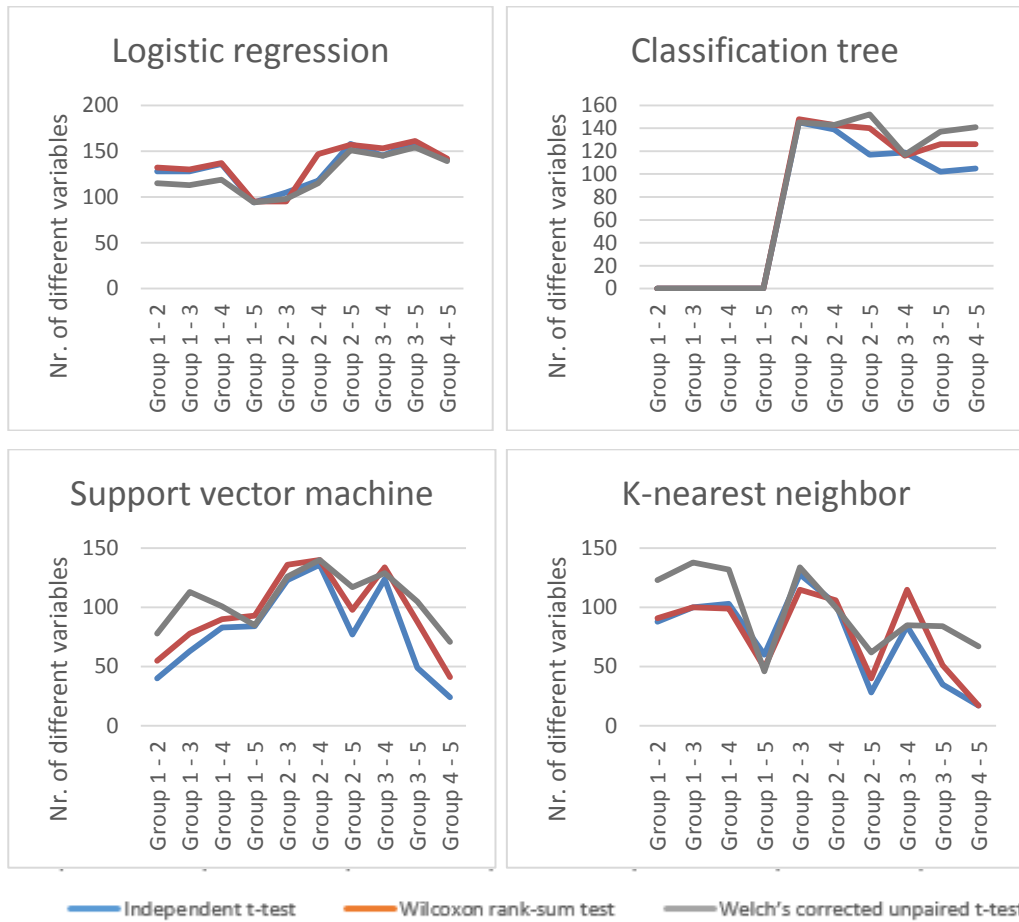 Logistic regression
Nr. of different variables
200
150
100
50
0
Group 1 - 2
Group 1 - 3
Group 1 - 4
Group 1 - 5
Group 2 - 3
Group 2 - 4
Group 2 - 5
Group 3 - 4
Group 3 - 5
Group 4 - 5
Classification tree
Nr. of different variables
160
140
120
100
80
60
40
20
0
Group 1 - 2
Group 1 - 3
Group 1 - 4
Group 1 - 5
Group 2 - 3
Group 2 - 4
Group 2 - 5
Group 3 - 4
Group 3 - 5
Group 4 - 5
Support vector machine
Nr. of different variables
150
100
50
0
Group 1 - 2
Group 1 - 3
Group 1 - 4
Group 1 - 5
Group 2 - 3
Group 2 - 4
Group 2 - 5
Group 3 - 4
Group 3 - 5
Group 4 - 5
K-nearest neighbor
Nr. of different variables
150
100
50
0
Group 1 - 2
Group 1 - 3
Group 1 - 4
Group 1 - 5
Group 2 - 3
Group 2 - 4
Group 2 - 5
Group 3 - 4
Group 3 - 5
Group 4 - 5
Independent t-test
Wilcoxon rank-sum test
Welch's corrected unpaired t-test